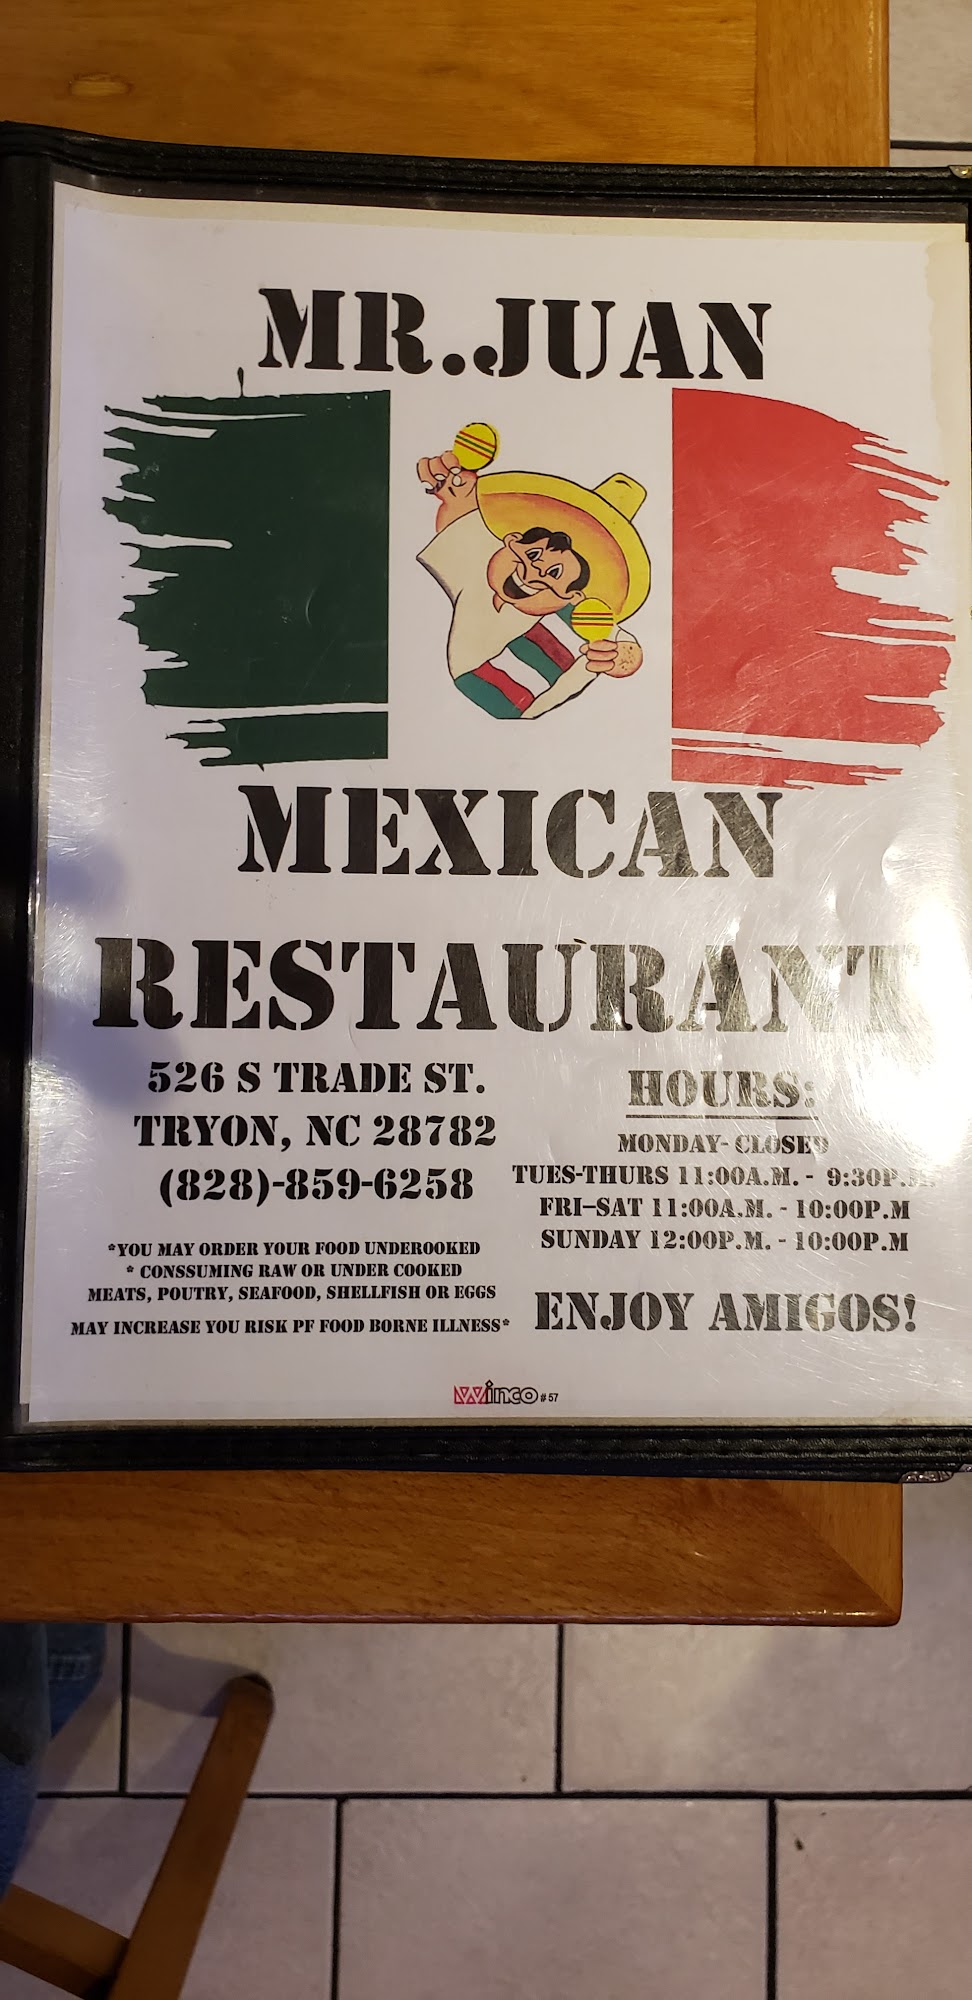 MR.JUAN
MEXICAN
RESTAURANT
526 S TRADE ST.
TRYON, NC 28782
(828)-859-6258
*YOU MAY ORDER YOUR FOOD UNDEROOKED
* CONSSUMING RAW OR UNDER COOKED
MEATS, POUTRY, SEAFOOD, SHELLFISH OR EGGS
MAY INCREASE YOU RISK PF FOOD BORNE ILLNESS*
HOURS:
MONDAY- CLOSED
TUES-THURS 11:00A.M. - 9:30P.M.
FRI–SAT 11:00A.M. - 10:00P.M
SUNDAY 12:00P.M. - 10:00P.M
ENJOY AMIGOS!
Winco #57